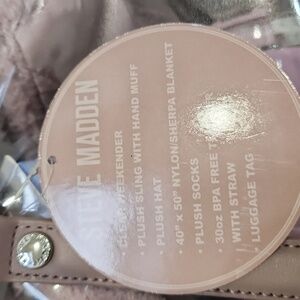 STEVE MADDEN
• CLEAR WEEKENDER
• PLUSH SLING WITH HAND MUFF
• PLUSH HAT
• 40" x 50" NYLON/SHERPA BLANKET
• PLUSH SOCKS
• 30oz BPA FREE
WITH STRAW
• LUGGAGE TAG